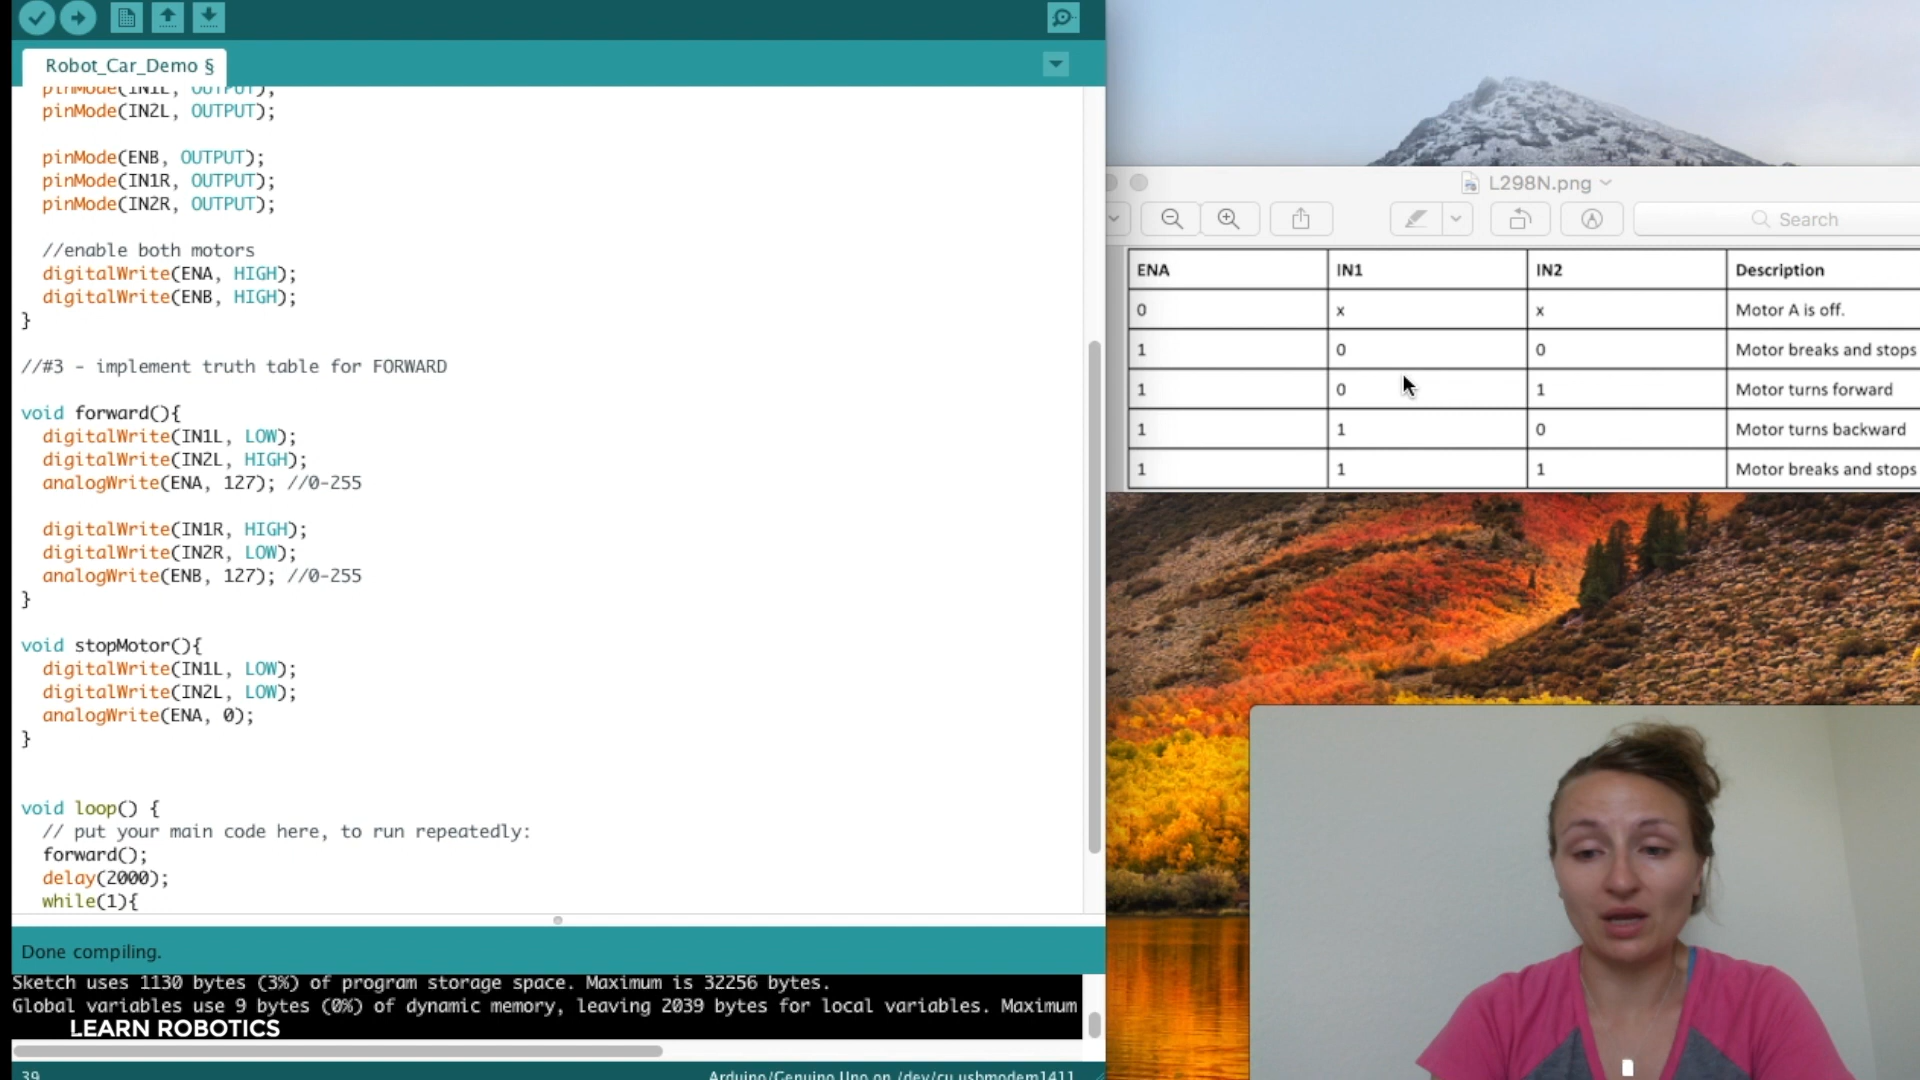 Robot_Car_Demo §
pinMode(IN1L, OUTPUT);
pinMode(IN2L, OUTPUT);
pinMode(ENB, OUTPUT);
pinMode(IN1R, OUTPUT);
pinMode(IN2R, OUTPUT);
//enable both motors
digitalWrite(ENA, HIGH);
digitalWrite(ENB, HIGH);
}
//#3 - implement truth table for FORWARD
void forward(){
digitalWrite(IN1L, LOW);
digitalWrite(IN2L, HIGH);
analogWrite(ENA, 127); //0-255
digitalWrite(IN1R, HIGH);
digitalWrite(IN2R, LOW);
analogWrite(ENB, 127); //0-255
}
void stopMotor(){
digitalWrite(IN1L, LOW);
digitalWrite(IN2L, LOW);
analogWrite(ENA, 0);
}
void loop() {
// put your main code here, to run repeatedly:
forward();
delay(2000);
while(1){
Done compiling.
Sketch uses 1130 bytes (3%) of program storage space. Maximum is 32256 bytes.
Global variables use 9 bytes (0%) of dynamic memory, leaving 2039 bytes for local variables. Maximum
LEARN ROBOTICS
39
Arduino/Genuino Uno on /dev/cu.usbmodem1411
L298N.png
Search
ENA IN1 IN2 Description
0 x x Motor A is off.
1 0 0 Motor breaks and stops
1 0 1 Motor turns forward
1 1 0 Motor turns backward
1 1 1 Motor breaks and stops